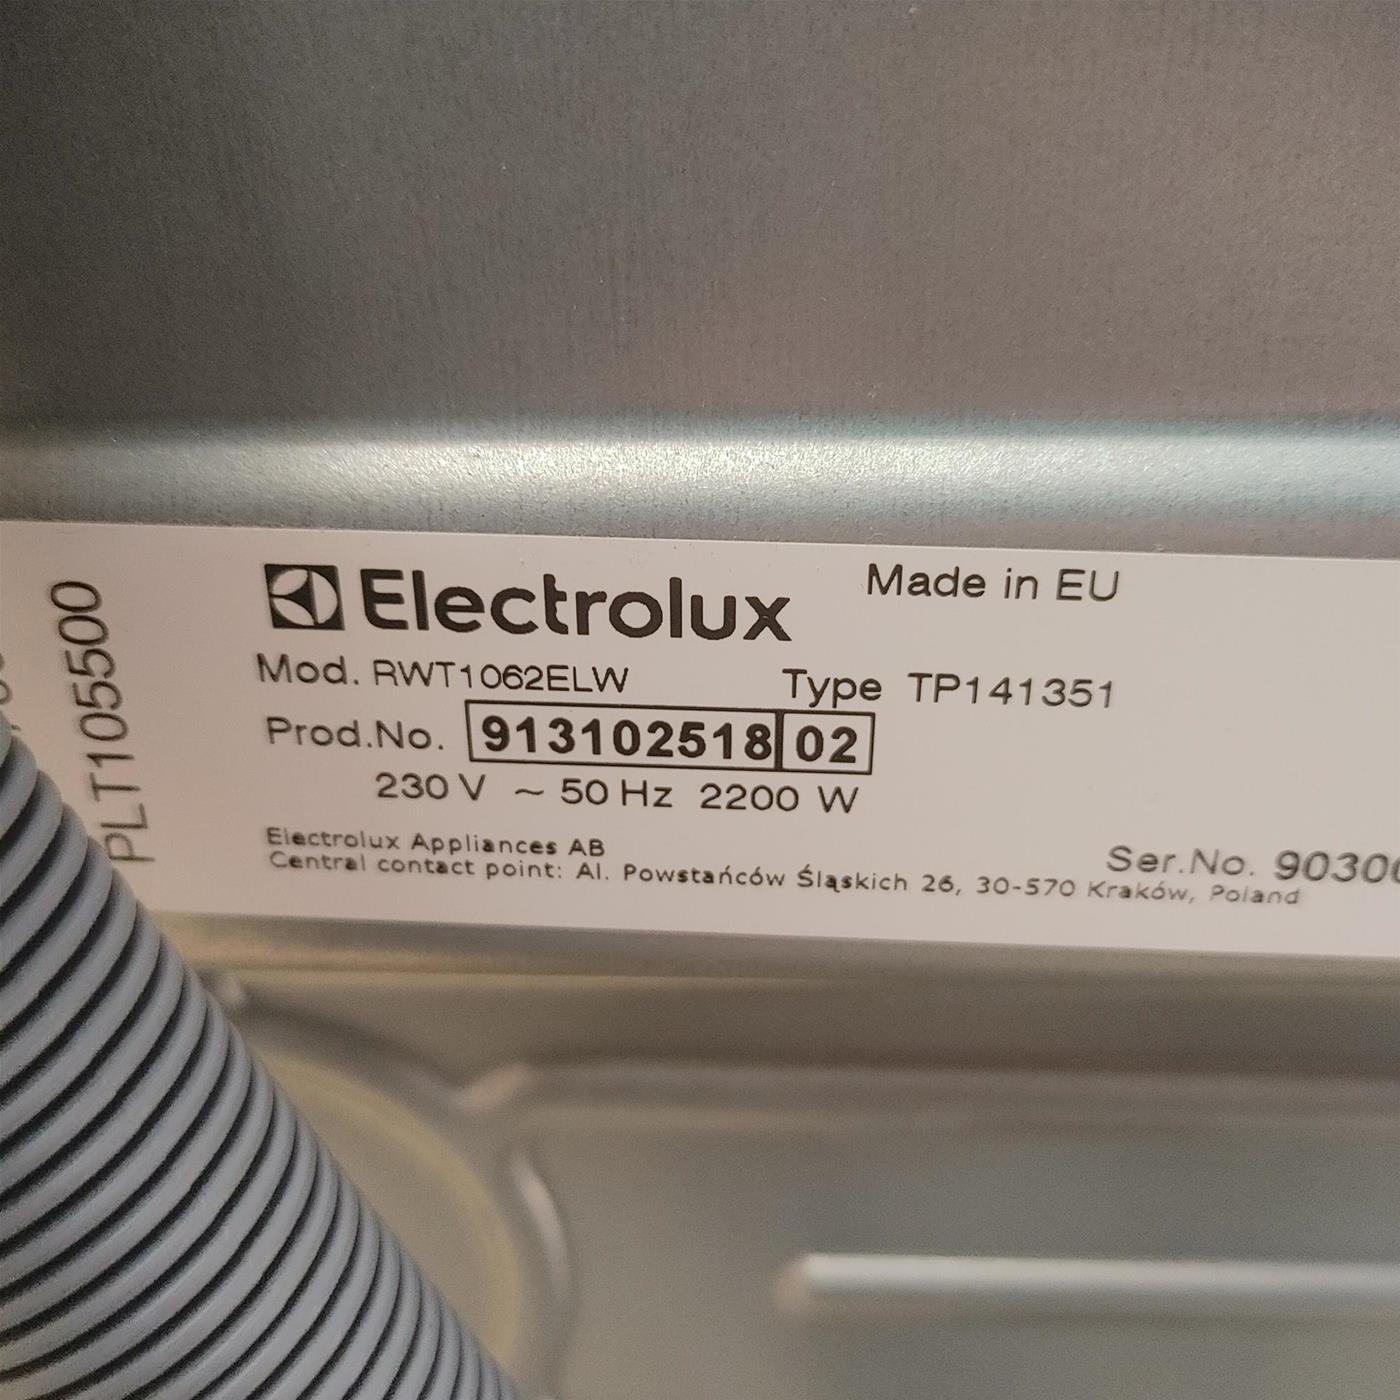 PLT105500
Electrolux
Made in EU
Mod. RWT1062ELW
Type TP141351
Prod.No. 913102518 02
230 V ~ 50 Hz 2200 W
Electrolux Appliances AB
Central contact point: Al. Powstańców Śląskich 26, 30-570 Kraków, Poland
Ser.No. 90300